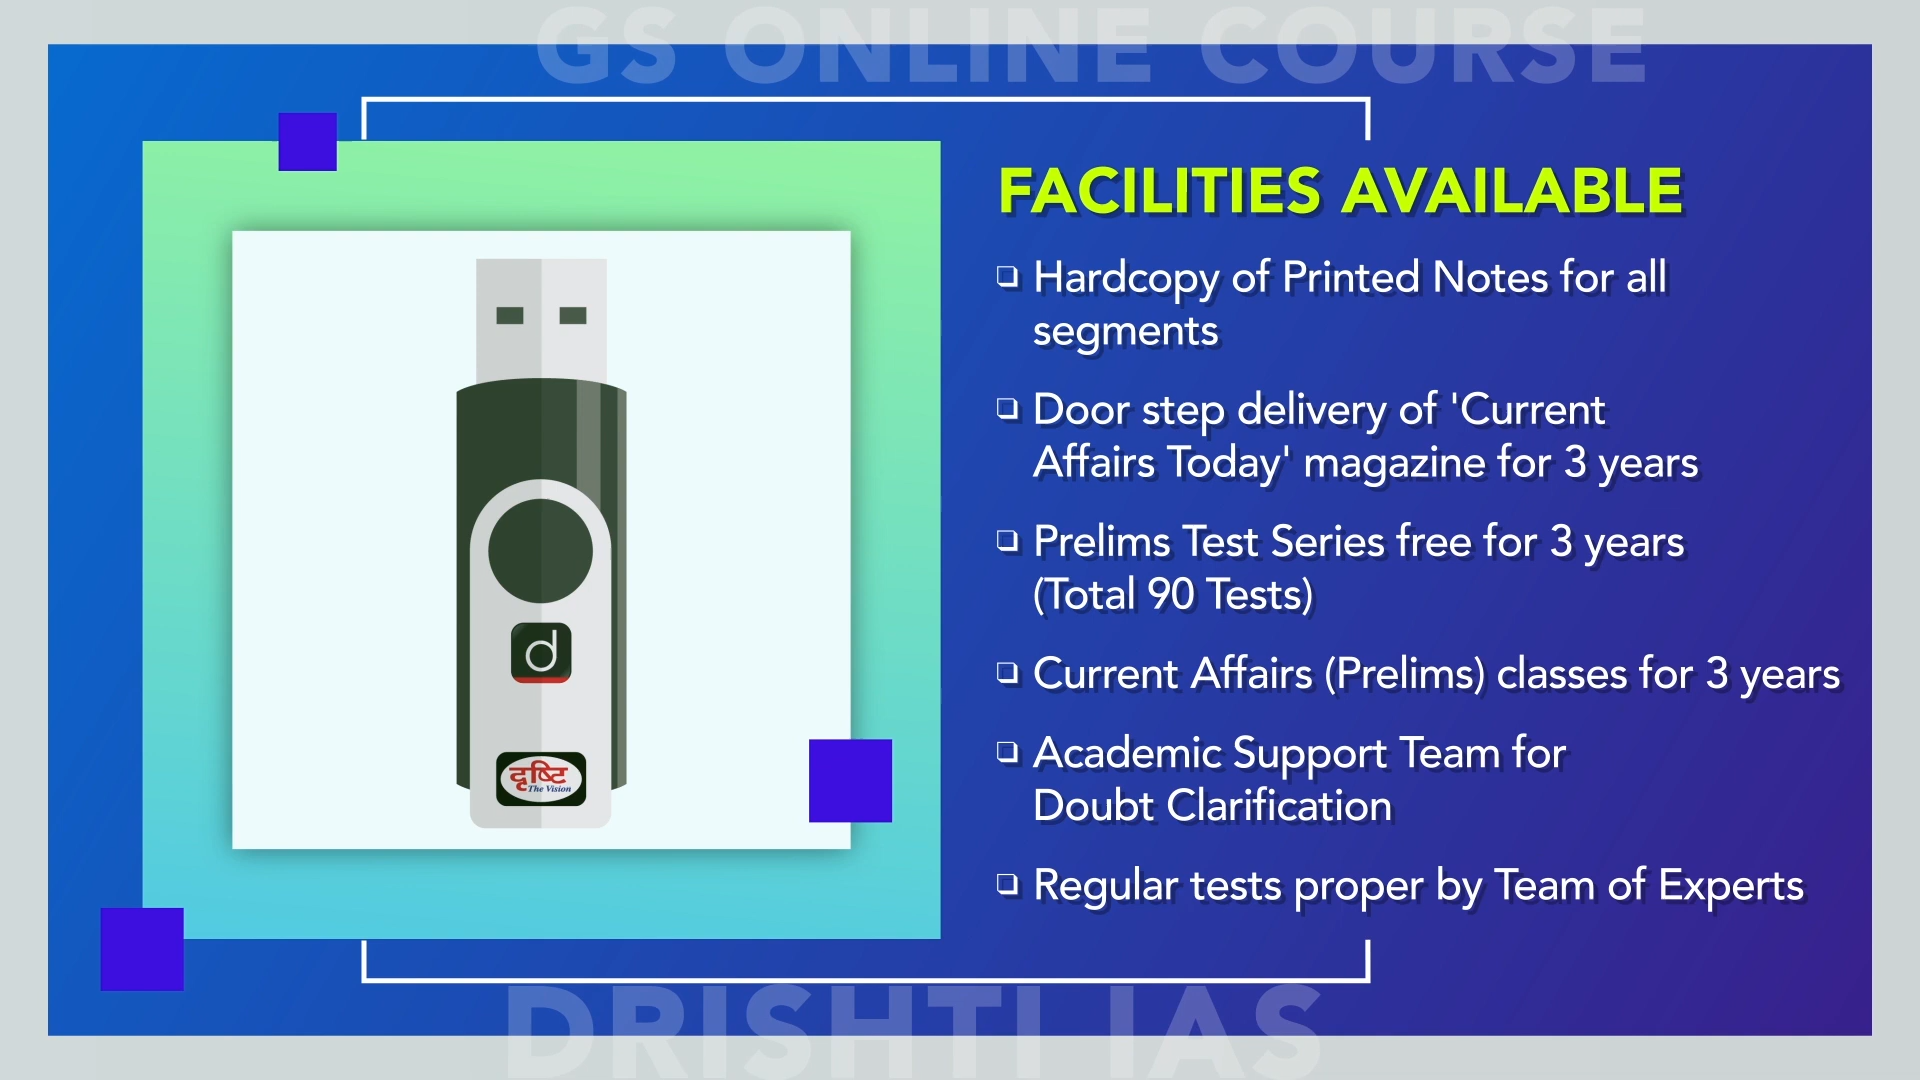 GS ONLINE COURSE
FACILITIES AVAILABLE
❏ Hardcopy of Printed Notes for all
segments
❏ Door step delivery of 'Current
Affairs Today' magazine for 3 years
❏ Prelims Test Series free for 3 years
(Total 90 Tests)
❏ Current Affairs (Prelims) classes for 3 years
❏ Academic Support Team for
Doubt Clarification
❏ Regular tests proper by Team of Experts
d
दृष्टि
The Vision
DRISHTI IAS